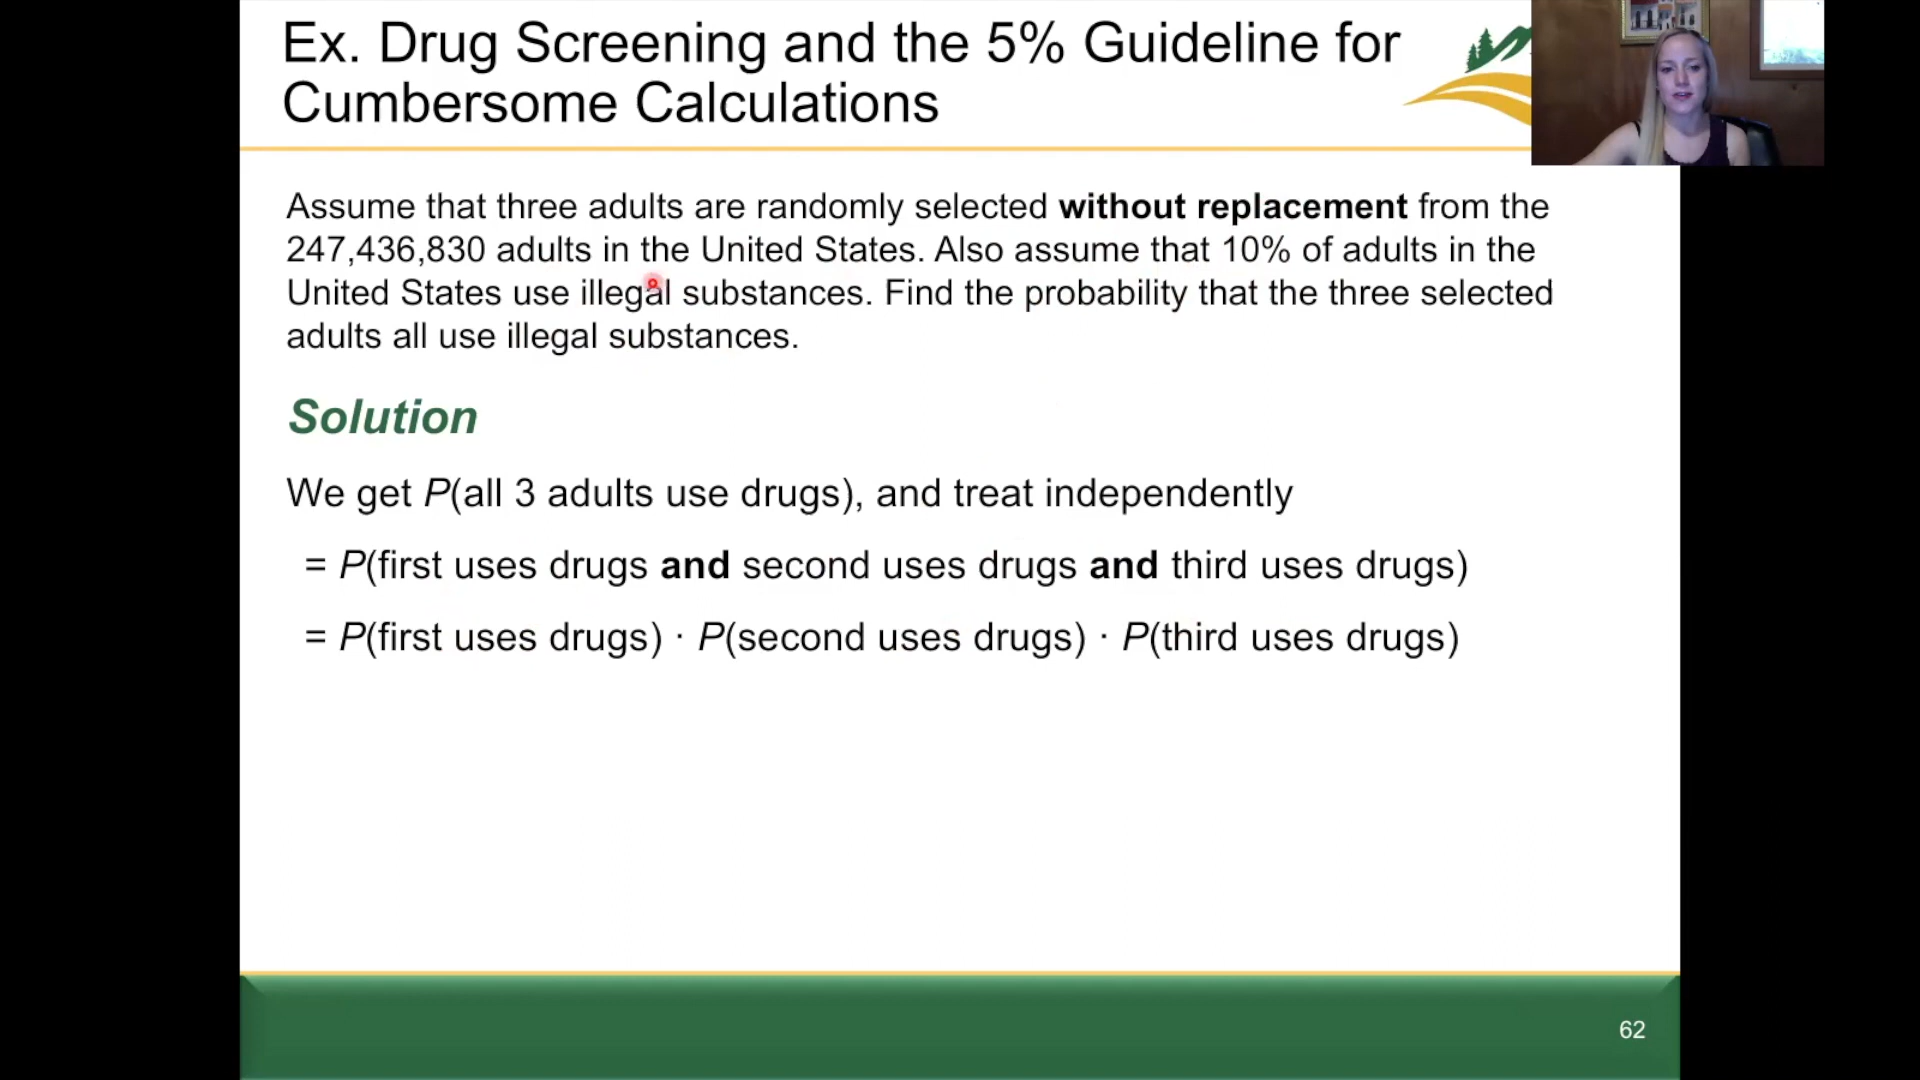 Ex. Drug Screening and the 5% Guideline for
Cumbersome Calculations
Assume that three adults are randomly selected without replacement from the
247,436,830 adults in the United States. Also assume that 10% of adults in the
United States use illegal substances. Find the probability that the three selected
adults all use illegal substances.
Solution
We get P(all 3 adults use drugs), and treat independently
= P(first uses drugs and second uses drugs and third uses drugs)
= P(first uses drugs) · P(second uses drugs) · P(third uses drugs)
62